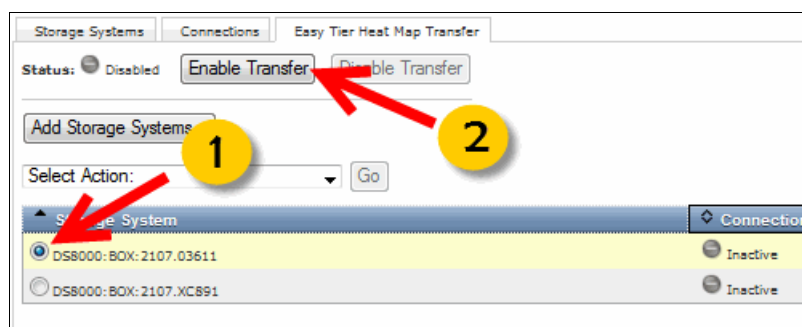 Storage Systems Connections Easy Tier Heat Map Transfer
Status: Disabled Enable Transfer Disable Transfer
Add Storage Systems
1
2
Select Action: Go
Storage System Connection
DS8000:BOX:2107.03611 Inactive
DS8000:BOX:2107.XC891 Inactive